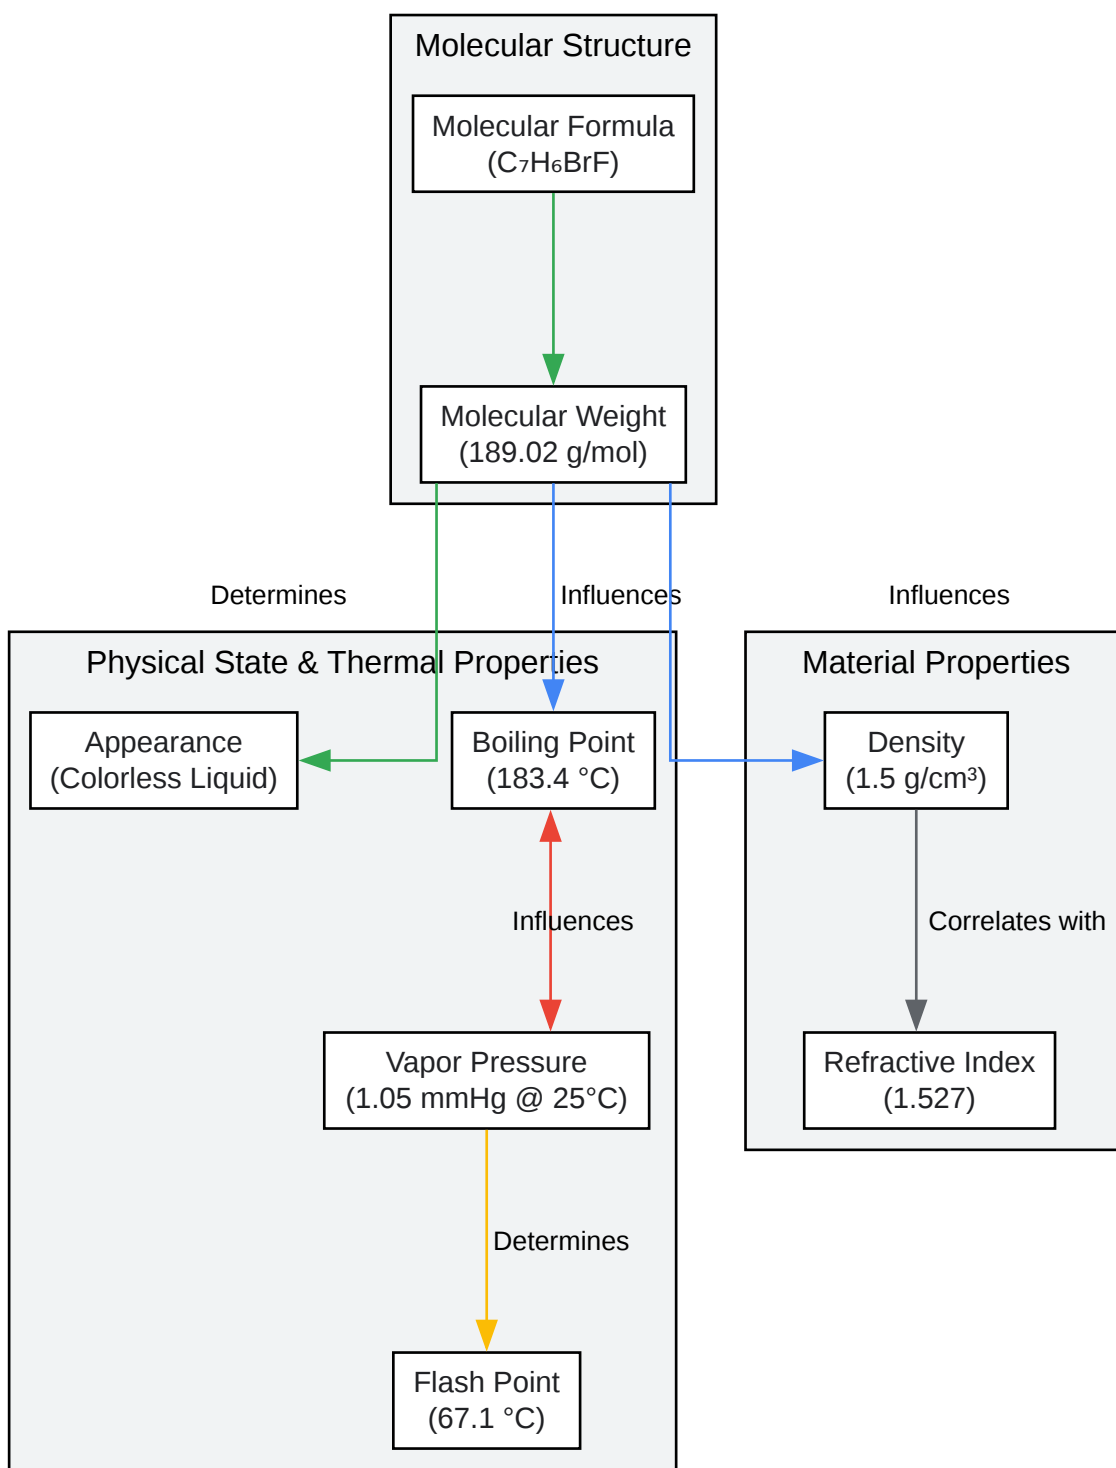 Molecular Structure
Molecular Formula
(C₇H₆BrF)
Molecular Weight
(189.02 g/mol)
Determines
Influences
Influences
Physical State & Thermal Properties
Material Properties
Appearance
(Colorless Liquid)
Boiling Point
(183.4 °C)
Density
(1.5 g/cm³)
Influences
Correlates with
Vapor Pressure
(1.05 mmHg @ 25°C)
Refractive Index
(1.527)
Determines
Flash Point
(67.1 °C)